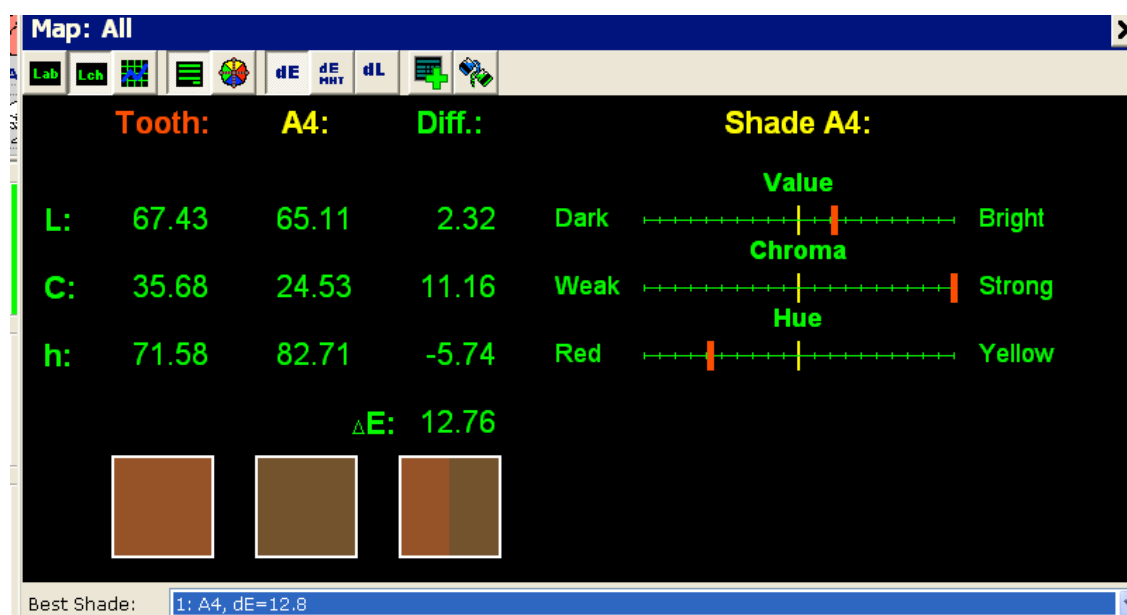 Map: All
Lab Lch dE dE MHT dL
Tooth: A4: Diff.: Shade A4:
Value
L: 67.43 65.11 2.32 Dark Bright
Chroma
C: 35.68 24.53 11.16 Weak Strong
Hue
h: 71.58 82.71 -5.74 Red Yellow
△E: 12.76
Best Shade: 1: A4, dE=12.8